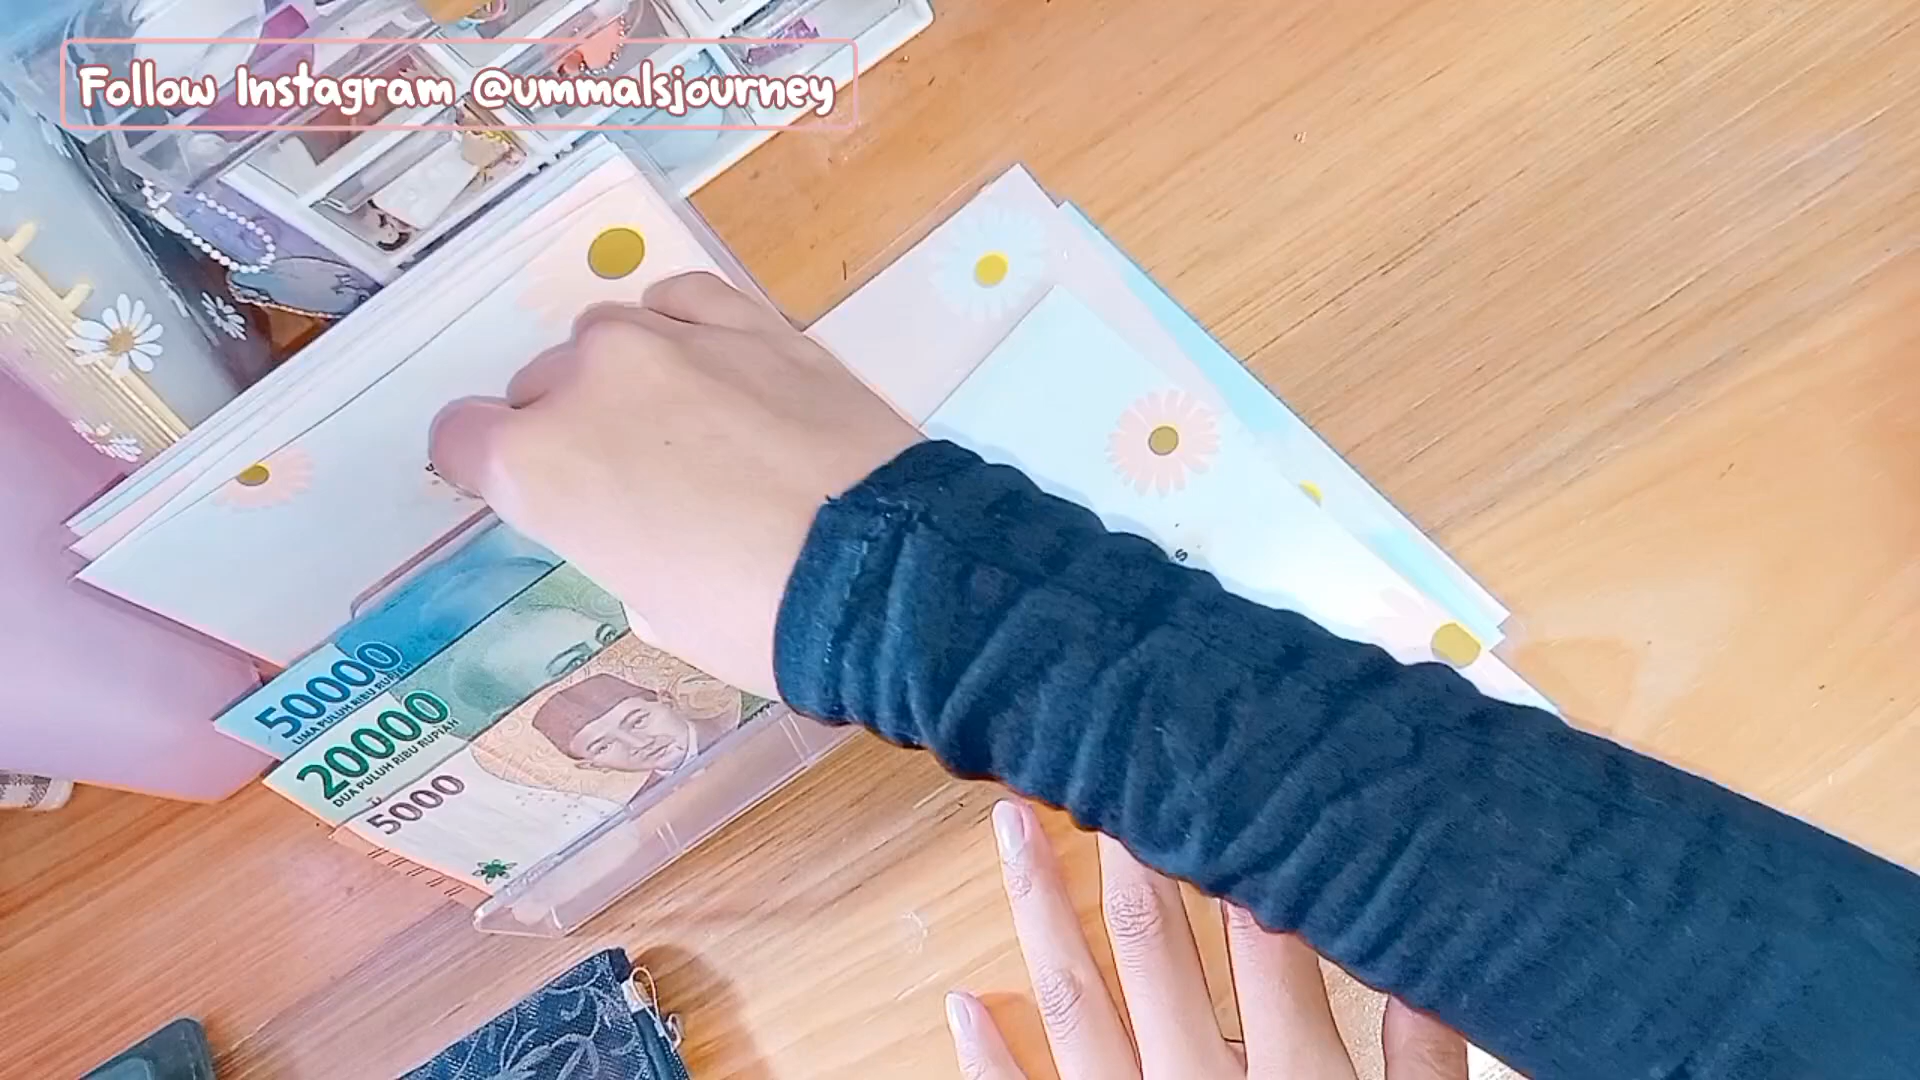 Follow Instagram @ummalsjourney
50000
LIMA PULUH RIBU RUPIAH
20000
DUA PULUH RIBU RUPIAH
5000